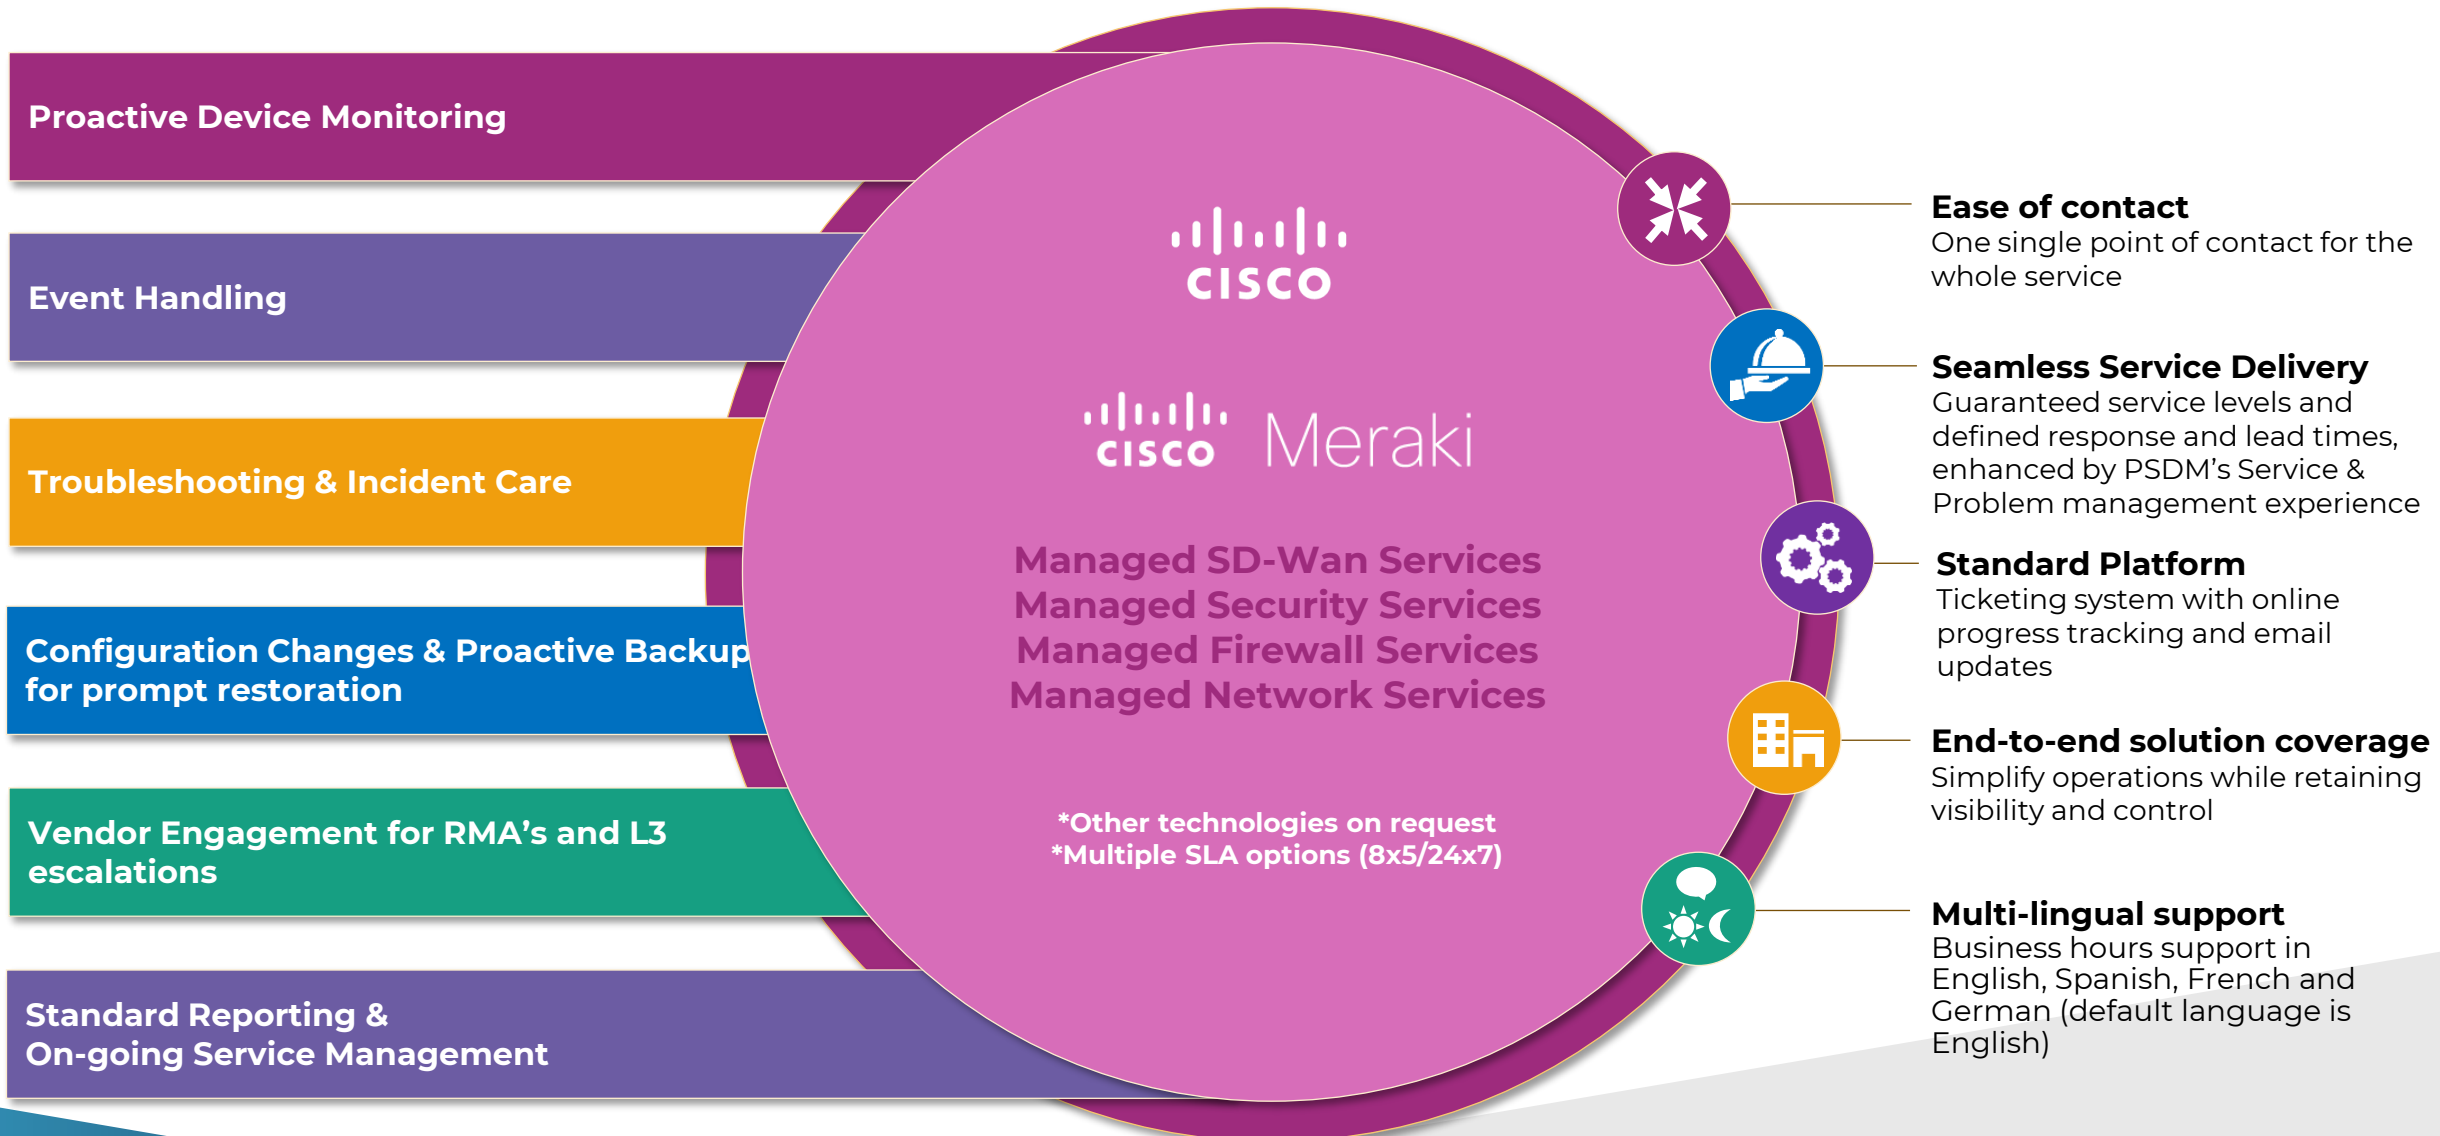 Proactive Device Monitoring
Event Handling
Troubleshooting & Incident Care
Configuration Changes & Proactive Backup
for prompt restoration
Vendor Engagement for RMA’s and L3
escalations
Standard Reporting &
On-going Service Management
CISCO
CISCO Meraki
Managed SD-Wan Services
Managed Security Services
Managed Firewall Services
Managed Network Services
*Other technologies on request
*Multiple SLA options (8x5/24x7)
Ease of contact
One single point of contact for the
whole service
Seamless Service Delivery
Guaranteed service levels and
defined response and lead times,
enhanced by PSDM’s Service &
Problem management experience
Standard Platform
Ticketing system with online
progress tracking and email
updates
End-to-end solution coverage
Simplify operations while retaining
visibility and control
Multi-lingual support
Business hours support in
English, Spanish, French and
German (default language is
English)